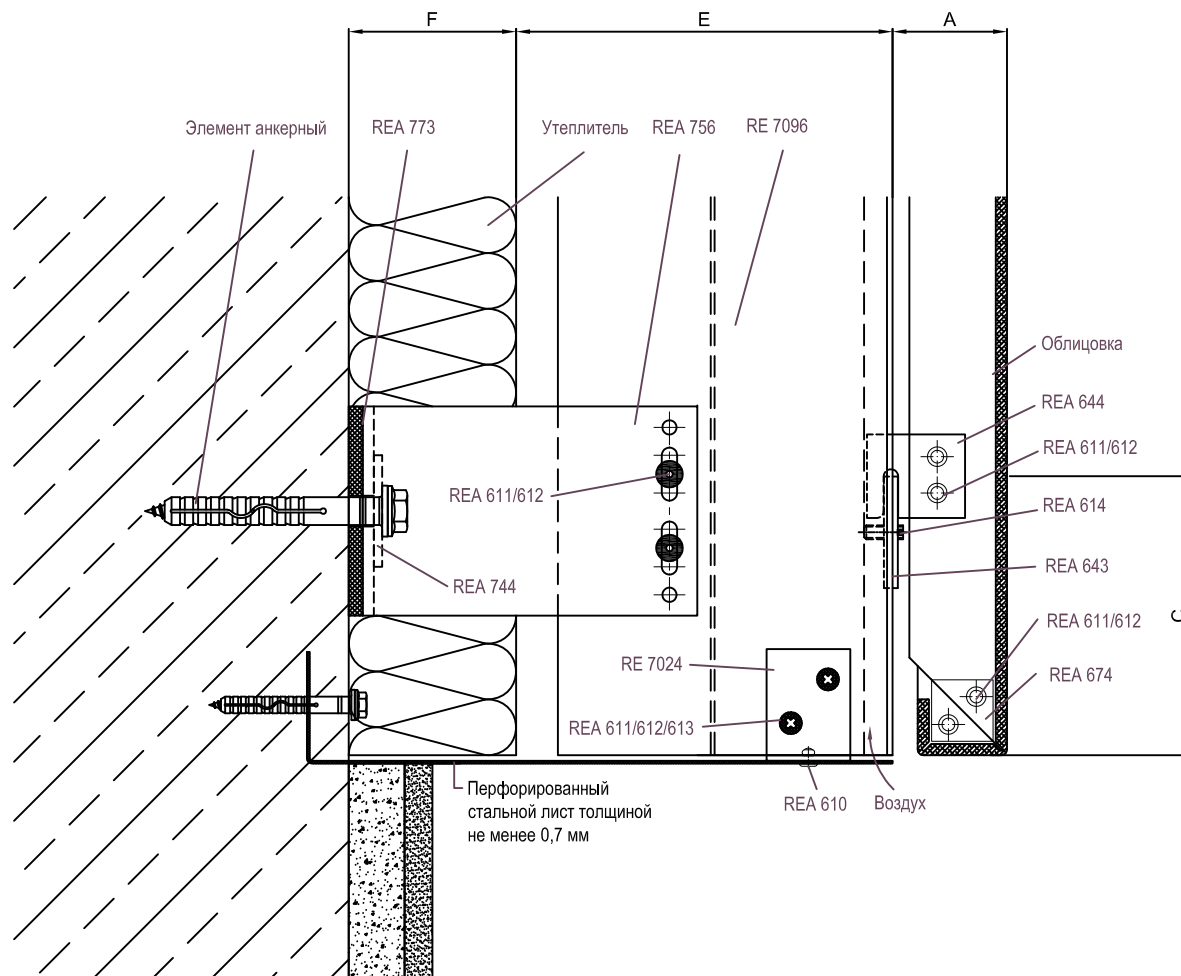 F
E
A
Элемент анкерный
REA 773
Утеплитель
REA 756
RE 7096
Облицовка
REA 644
REA 611/612
REA 611/612
REA 614
REA 744
REA 643
REA 611/612
C
RE 7024
REA 674
REA 611/612/613
Перфорированный
стальной лист толщиной
не менее 0,7 мм
REA 610
Воздух